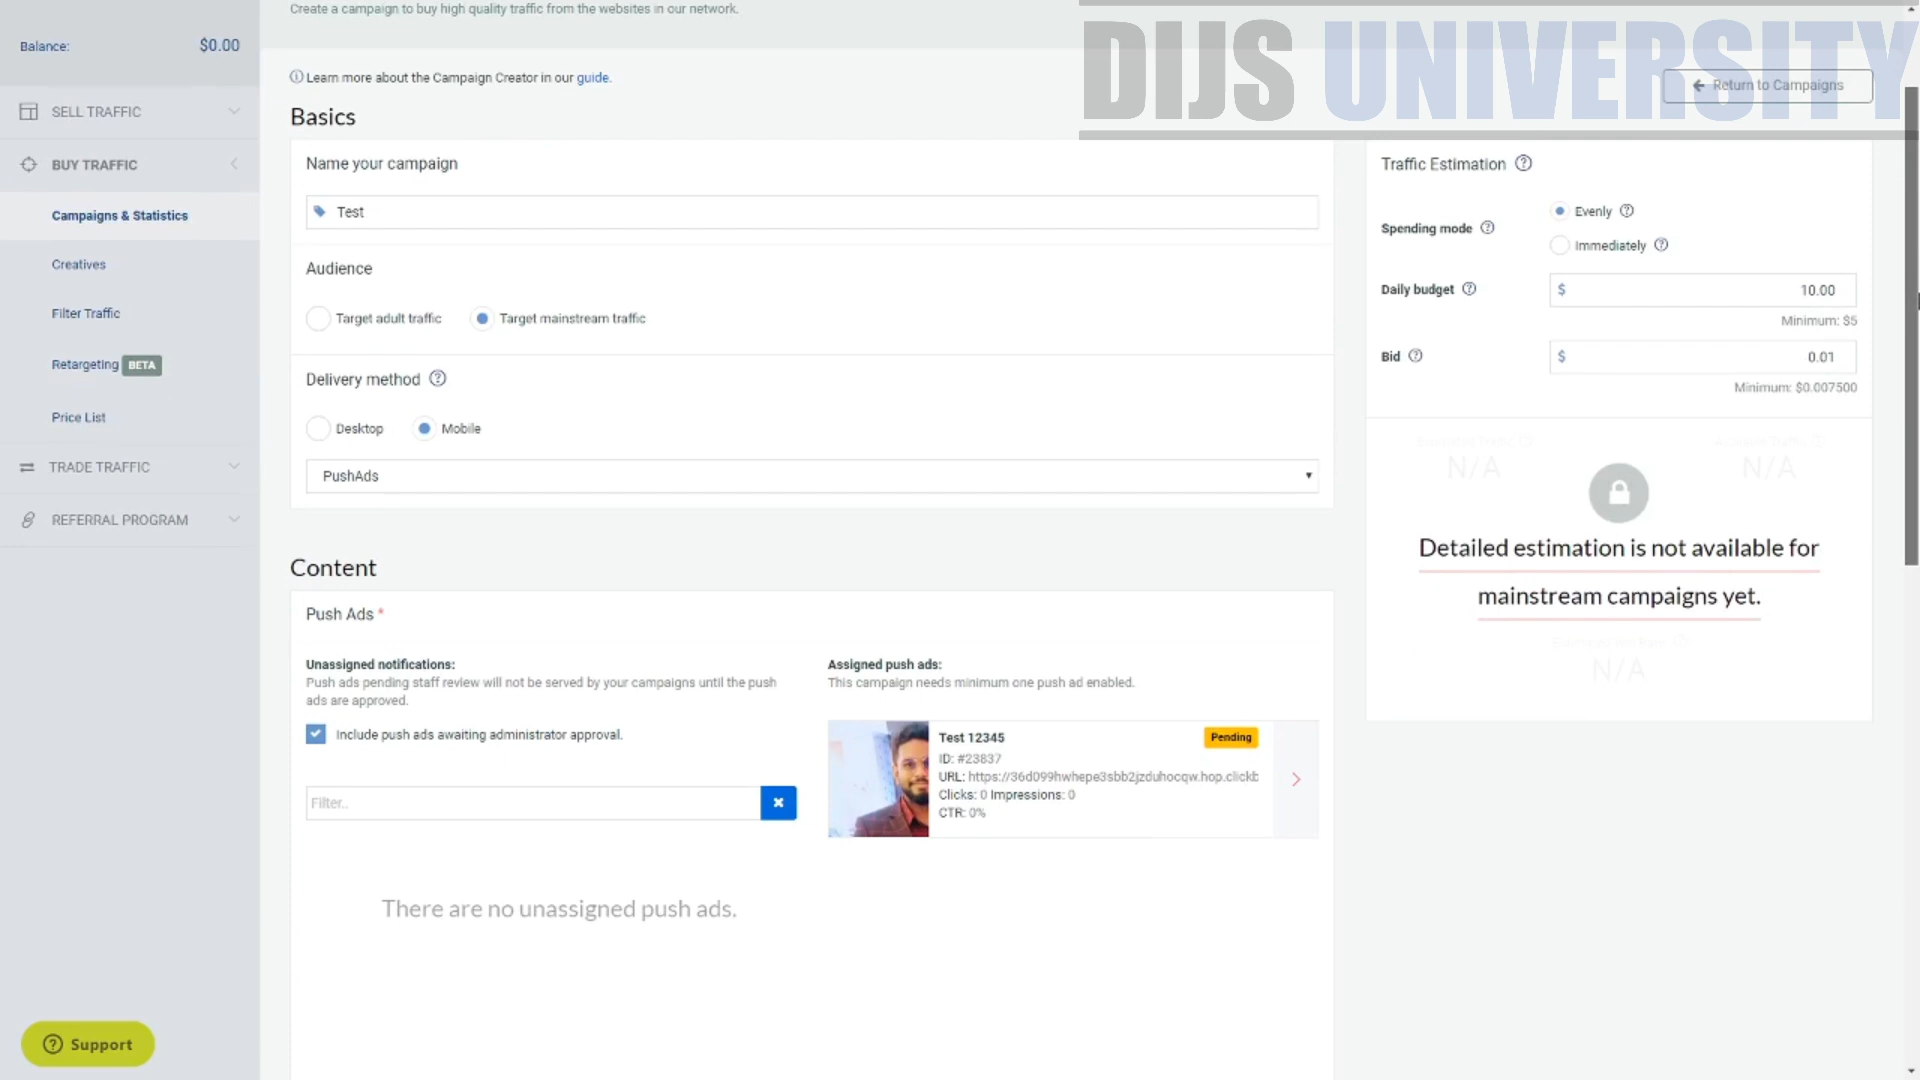 Create a campaign to buy high quality traffic from the websites in our network.
DIJS UNIVERSITY
Balance: $0.00
Learn more about the Campaign Creator in our guide.
Return to Campaigns
SELL TRAFFIC
BUY TRAFFIC
Campaigns & Statistics
Creatives
Filter Traffic
Retargeting BETA
Price List
TRADE TRAFFIC
REFERRAL PROGRAM
Support
Basics
Name your campaign
Test
Audience
Target adult traffic Target mainstream traffic
Delivery method
Desktop Mobile
PushAds
Content
Push Ads *
Unassigned notifications:
Push ads pending staff review will not be served by your campaigns until the push
ads are approved.
Include push ads awaiting administrator approval.
Filter..
There are no unassigned push ads.
Assigned push ads:
This campaign needs minimum one push ad enabled.
Test 12345 Pending
ID: #23837
URL: https://36d099hwhepe3sbb2jzduhocqw.hop.clickb
Clicks: 0 Impressions: 0
CTR: 0%
Traffic Estimation
Spending mode
Evenly
Immediately
Daily budget $ 10.00
Minimum: $5
Bid $ 0.01
Minimum: $0.007500
N/A N/A
Detailed estimation is not available for
mainstream campaigns yet.
N/A